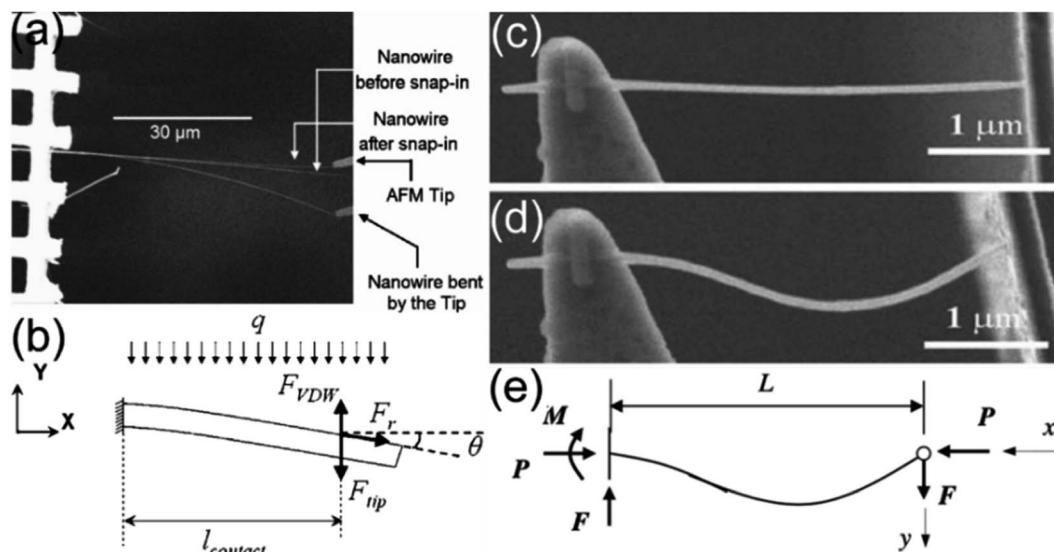 (a)
Nanowire
before snap-in
30 µm
Nanowire
after snap-in
AFM Tip
Nanowire bent
by the Tip
(b)
q
Y
X
F_VDW
F_r
θ
F_tip
l_contact
(c)
1 µm
(d)
1 µm
(e)
L
M
P
P
x
F
F
y